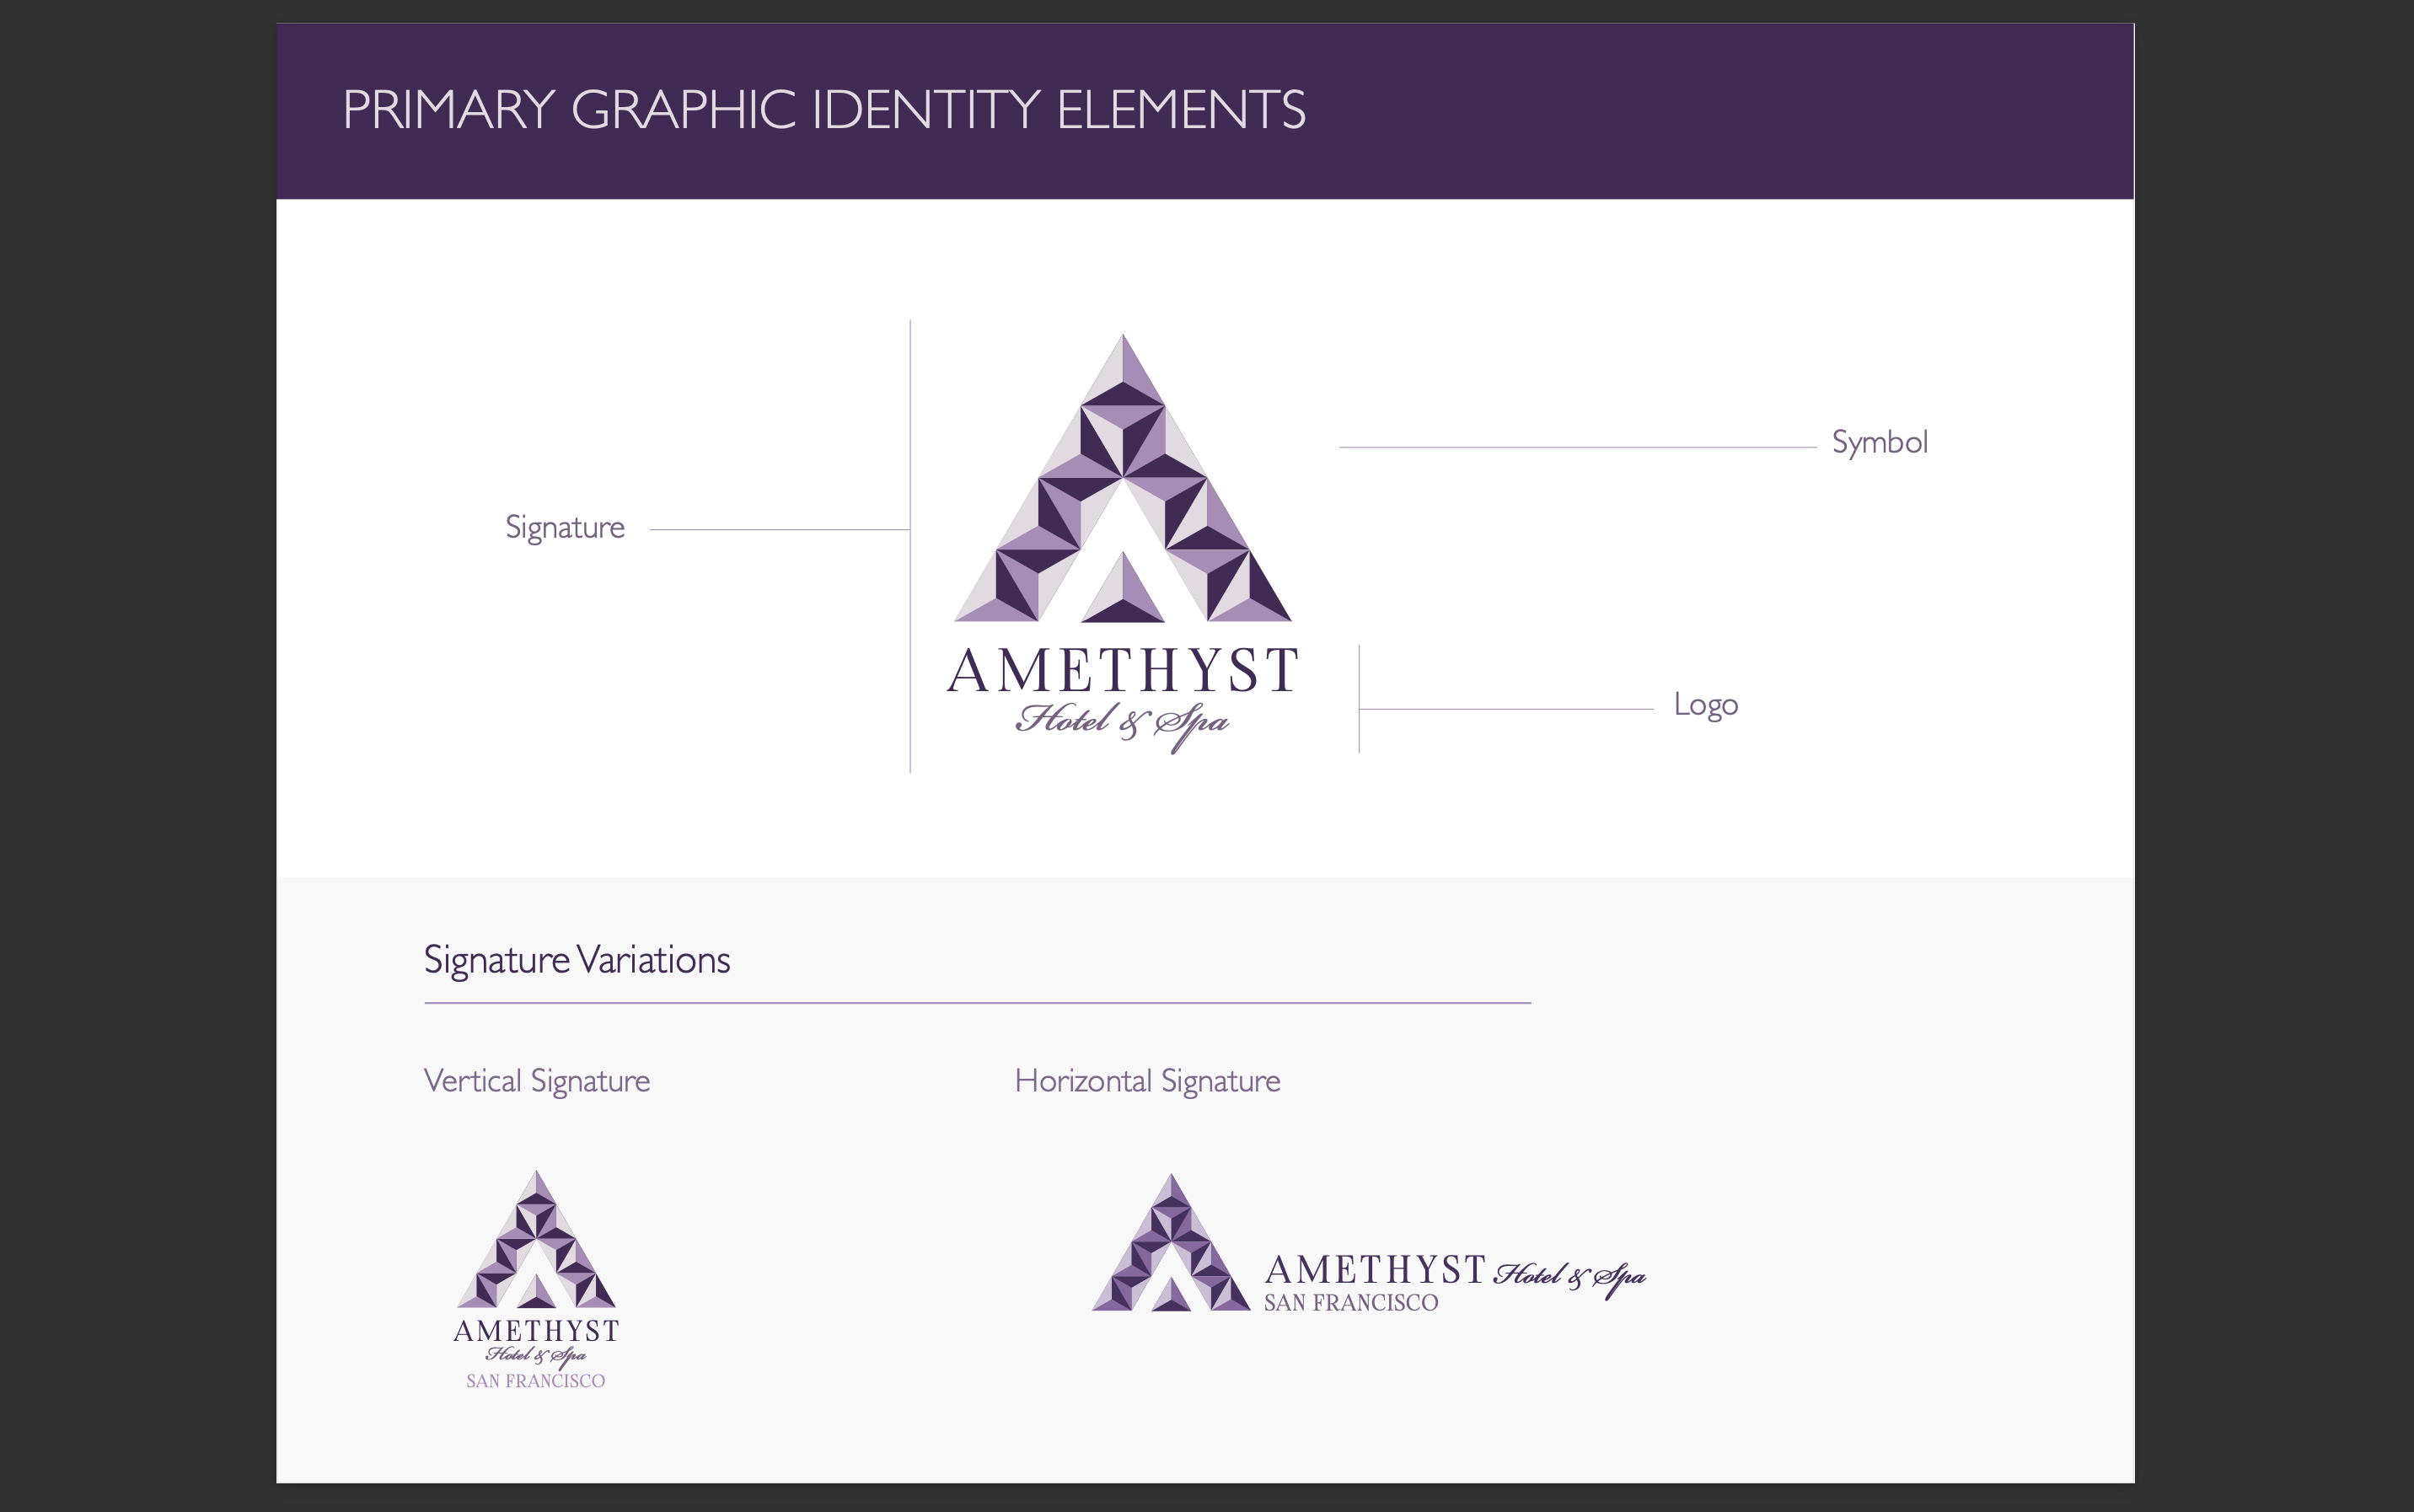 PRIMARY GRAPHIC IDENTITY ELEMENTS
Symbol
Signature
AMETHYST
Hotel & Spa
Logo
Signature Variations
Vertical Signature
Horizontal Signature
AMETHYST
Hotel & Spa
SAN FRANCISCO
AMETHYST Hotel & Spa
SAN FRANCISCO